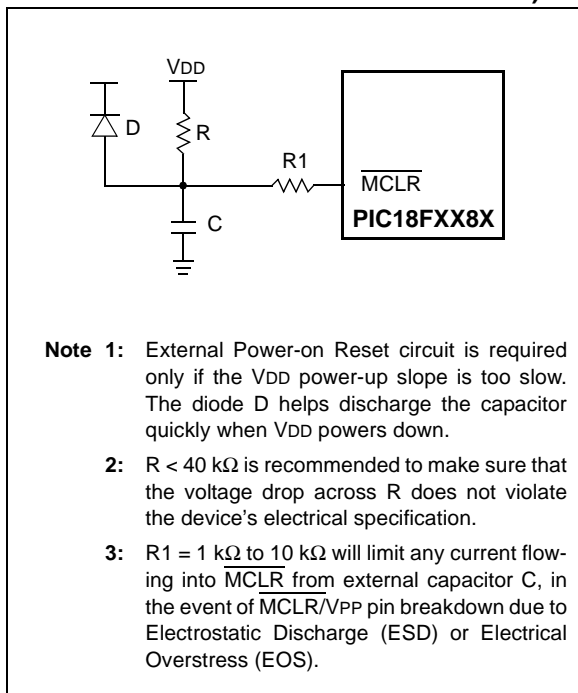 VDD
D
R
R1
MCLR
PIC18FXX8X
C
Note 1: External Power-on Reset circuit is required
only if the VDD power-up slope is too slow.
The diode D helps discharge the capacitor
quickly when VDD powers down.
2: R < 40 kΩ is recommended to make sure that
the voltage drop across R does not violate
the device's electrical specification.
3: R1 = 1 kΩ to 10 kΩ will limit any current flow-
ing into MCLR from external capacitor C, in
the event of MCLR/VPP pin breakdown due to
Electrostatic Discharge (ESD) or Electrical
Overstress (EOS).